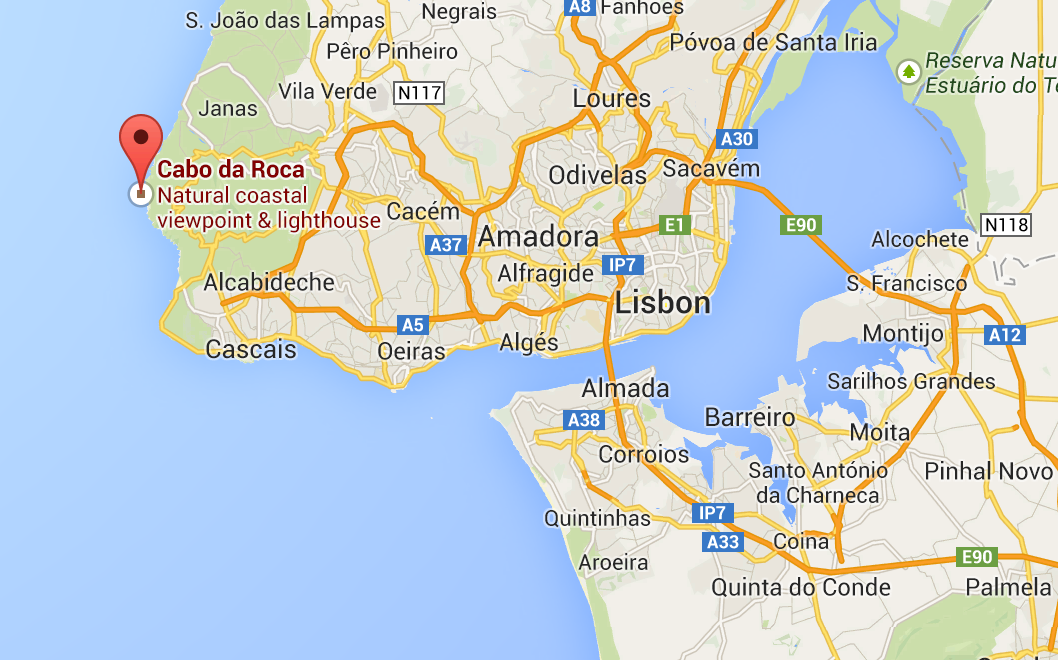 A8
Fanhões
Negrais
S. João das Lampas
Póvoa de Santa Iria
Pêro Pinheiro
Reserva Natu
Estuário do Te
Vila Verde
N117
Loures
Janas
A30
Cabo da Roca
Natural coastal
viewpoint & lighthouse
Odivelas
Sacavém
Cacém
E1
E90
N118
A37
Amadora
Alcochete
IP7
Alfragide
Alcabideche
S. Francisco
Lisbon
A5
Montijo
A12
Cascais
Oeiras
Algés
Almada
Sarilhos Grandes
A38
Barreiro
Moita
Corroios
Santo António
da Charneca
Pinhal Novo
Quintinhas
IP7
A33
Coina
Aroeira
E90
Quinta do Conde
Palmela